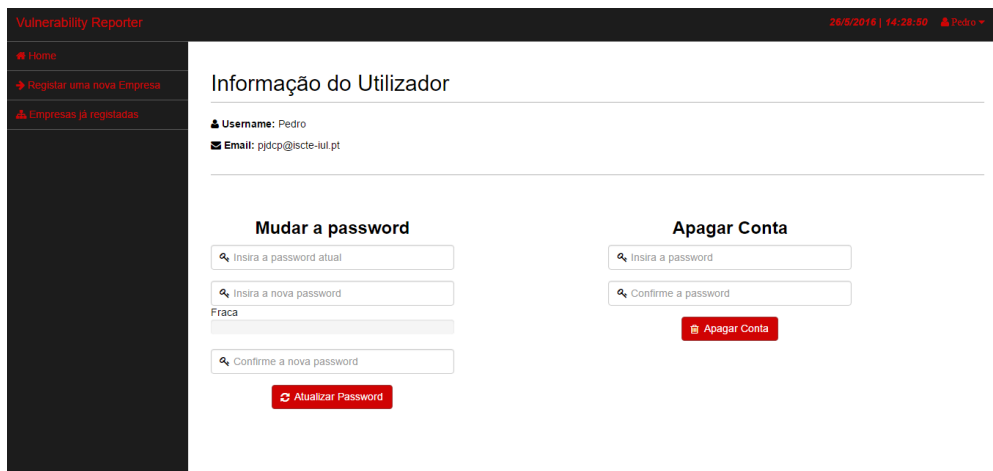 Vulnerability Reporter
26/5/2016 | 14:28:50 Pedro
Home
Registar uma nova Empresa
Empresas já registadas
Informação do Utilizador
Username: Pedro
Email: pjdcp@iscte-iul.pt
Mudar a password
Insira a password atual
Insira a nova password
Fraca
Confirme a nova password
Atualizar Password
Apagar Conta
Insira a password
Confirme a password
Apagar Conta